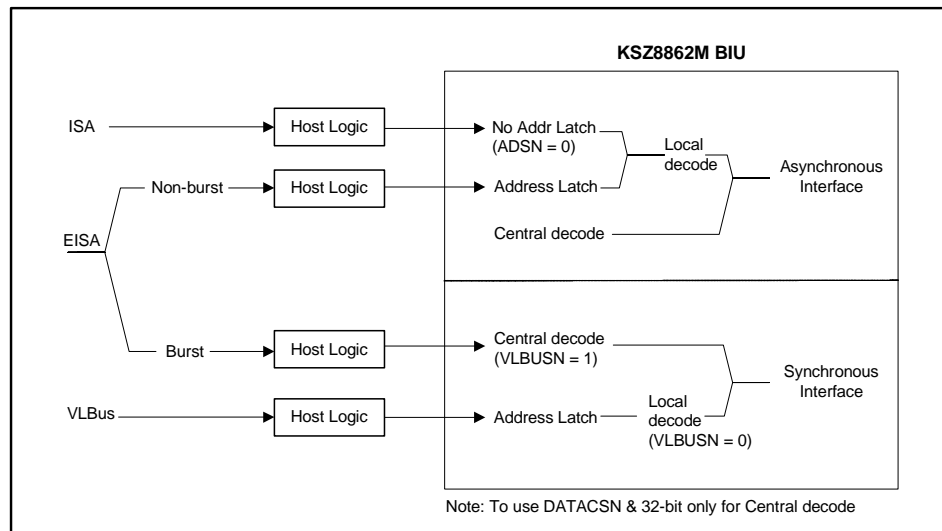 KSZ8862M BIU
ISA
Host Logic
No Addr Latch
(ADSN = 0)
Local
decode
Asynchronous
Interface
Non-burst
Host Logic
Address Latch
EISA
Central decode
Burst
Host Logic
Central decode
(VLBUSN = 1)
Synchronous
Interface
VLBus
Host Logic
Address Latch
Local
decode
(VLBUSN = 0)
Note: To use DATACSN & 32-bit only for Central decode